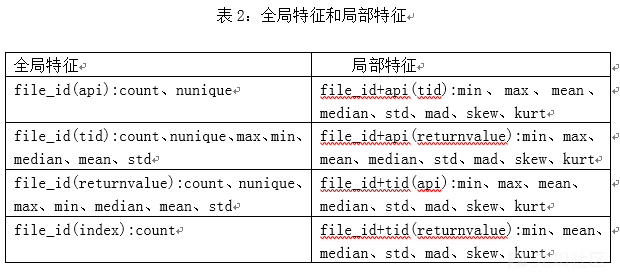 表 2：全局特征和局部特征
全局特征
局部特征
file_id(api):count、nunique
file_id+api(tid):min、max、mean、
median、std、mad、skew、kurt
file_id(tid):count、nunique、max、min、
median、mean、std
file_id+api(returnvalue):min、max、
mean、median、std、mad、skew、kurt
file_id(returnvalue):count、nunique、
max、min、median、mean、std
file_id+tid(api):min、max、mean、
median、std、mad、skew、kurt
file_id(index):count
file_id+tid(returnvalue):min、mean、
median、std、mad、skew、kurt